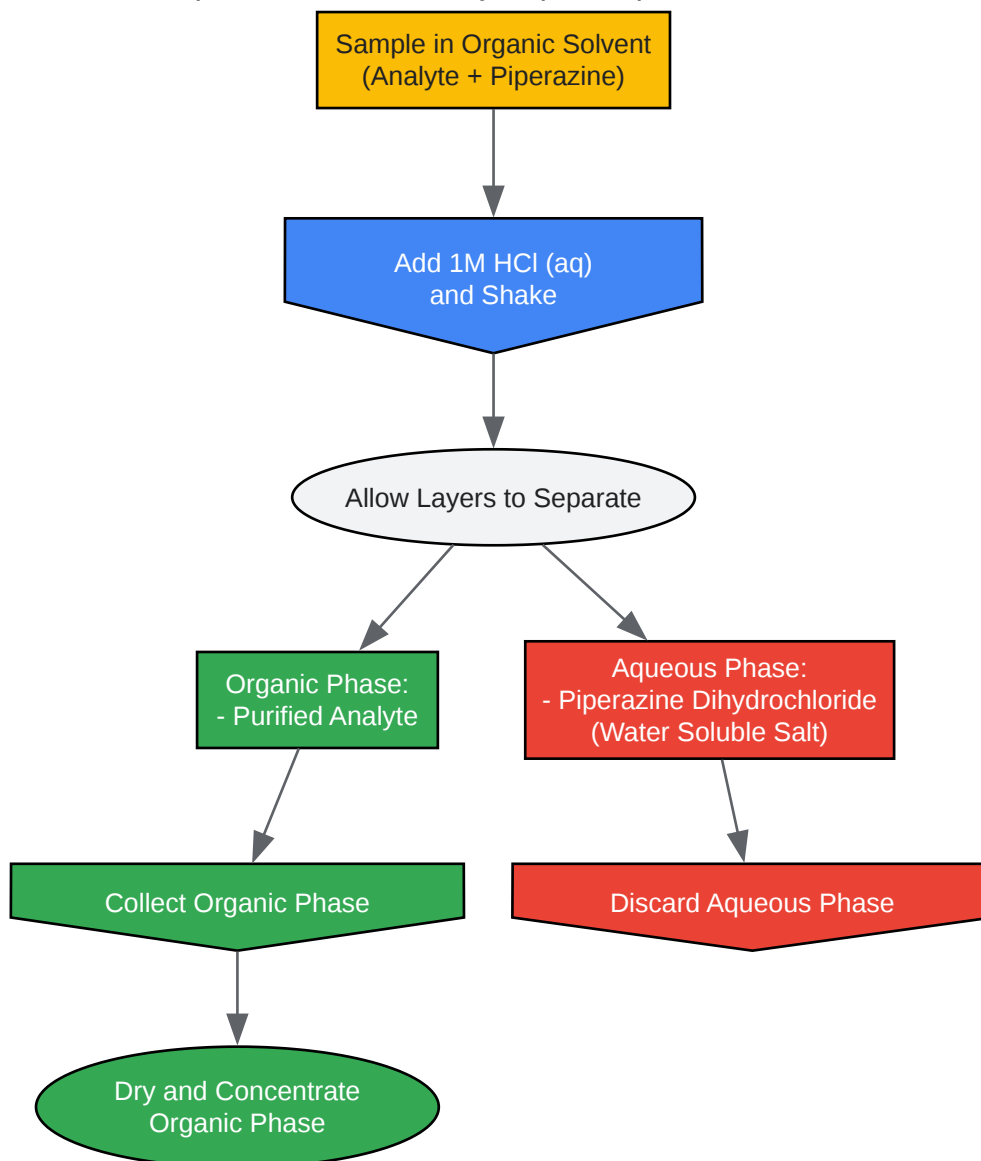 Sample in Organic Solvent
(Analyte + Piperazine)
Add 1M HCl (aq)
and Shake
Allow Layers to Separate
Organic Phase:
- Purified Analyte
Aqueous Phase:
- Piperazine Dihydrochloride
(Water Soluble Salt)
Collect Organic Phase
Discard Aqueous Phase
Dry and Concentrate
Organic Phase